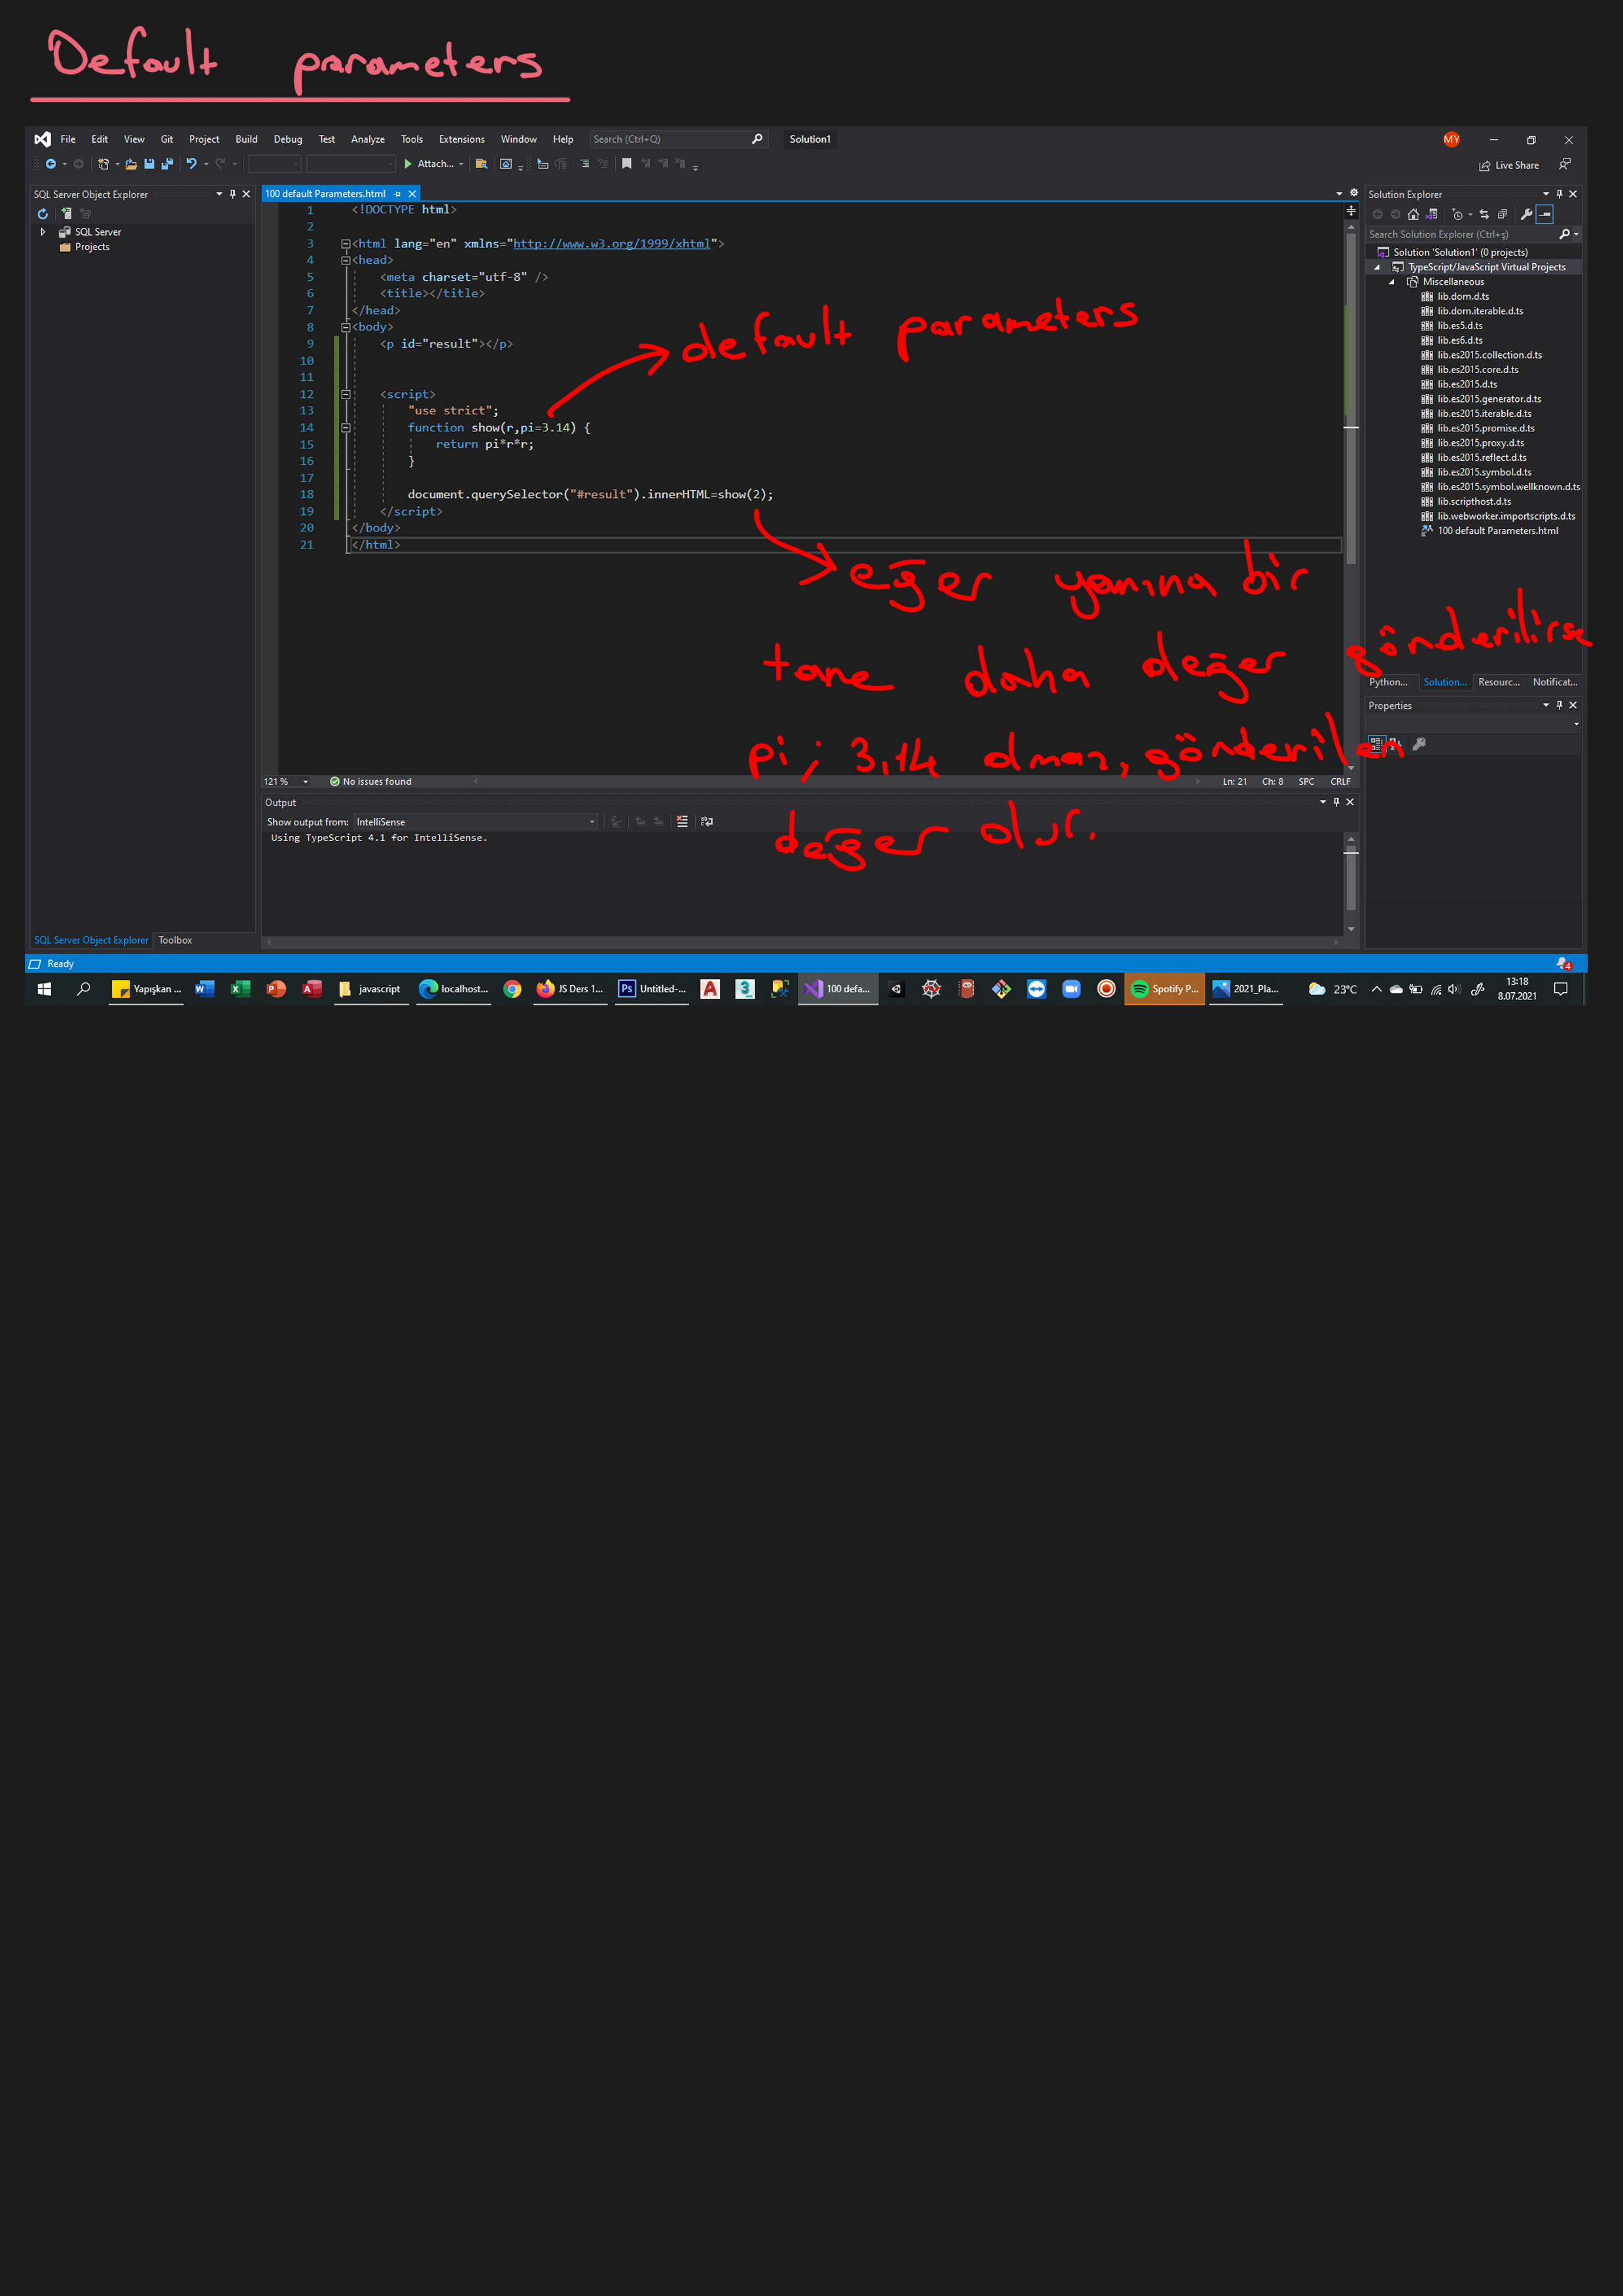 Default parameters
File Edit View Git Project Build Debug Test Analyze Tools Extensions Window Help Search (Ctrl+Q) Solution1 MY
Attach... Live Share
SQL Server Object Explorer
SQL Server
Projects
100 default Parameters.html
1 <!DOCTYPE html>
2
3 <html lang="en" xmlns="http://www.w3.org/1999/xhtml">
4 <head>
5 <meta charset="utf-8" />
6 <title></title>
7 </head>
8 <body>
9 <p id="result"></p>
10
11
12 <script>
13 "use strict";
14 function show(r,pi=3.14) {
15 return pi*r*r;
16 }
17
18 document.querySelector("#result").innerHTML=show(2);
19 </script>
20 </body>
21 </html>
default parameters
eğer yanına bir
tane daha değer gönderilirse
pi; 3.14 olmaz, gönderilen
değer olur.
Solution Explorer
Search Solution Explorer (Ctrl+ş)
Solution 'Solution1' (0 projects)
TypeScript/JavaScript Virtual Projects
Miscellaneous
lib.dom.d.ts
lib.dom.iterable.d.ts
lib.es5.d.ts
lib.es6.d.ts
lib.es2015.collection.d.ts
lib.es2015.core.d.ts
lib.es2015.d.ts
lib.es2015.generator.d.ts
lib.es2015.iterable.d.ts
lib.es2015.promise.d.ts
lib.es2015.proxy.d.ts
lib.es2015.reflect.d.ts
lib.es2015.symbol.d.ts
lib.es2015.symbol.wellknown.d.ts
lib.scripthost.d.ts
lib.webworker.importscripts.d.ts
100 default Parameters.html
Python... Solution... Resourc... Notificat...
Properties
121 % No issues found Ln: 21 Ch: 8 SPC CRLF
Output
Show output from: IntelliSense
Using TypeScript 4.1 for IntelliSense.
SQL Server Object Explorer Toolbox
Ready 4
Yapışkan ... javascript localhost... JS Ders 1... Untitled-... 100 defa... Spotify P... 2021_Pla... 23°C 13:18
8.07.2021